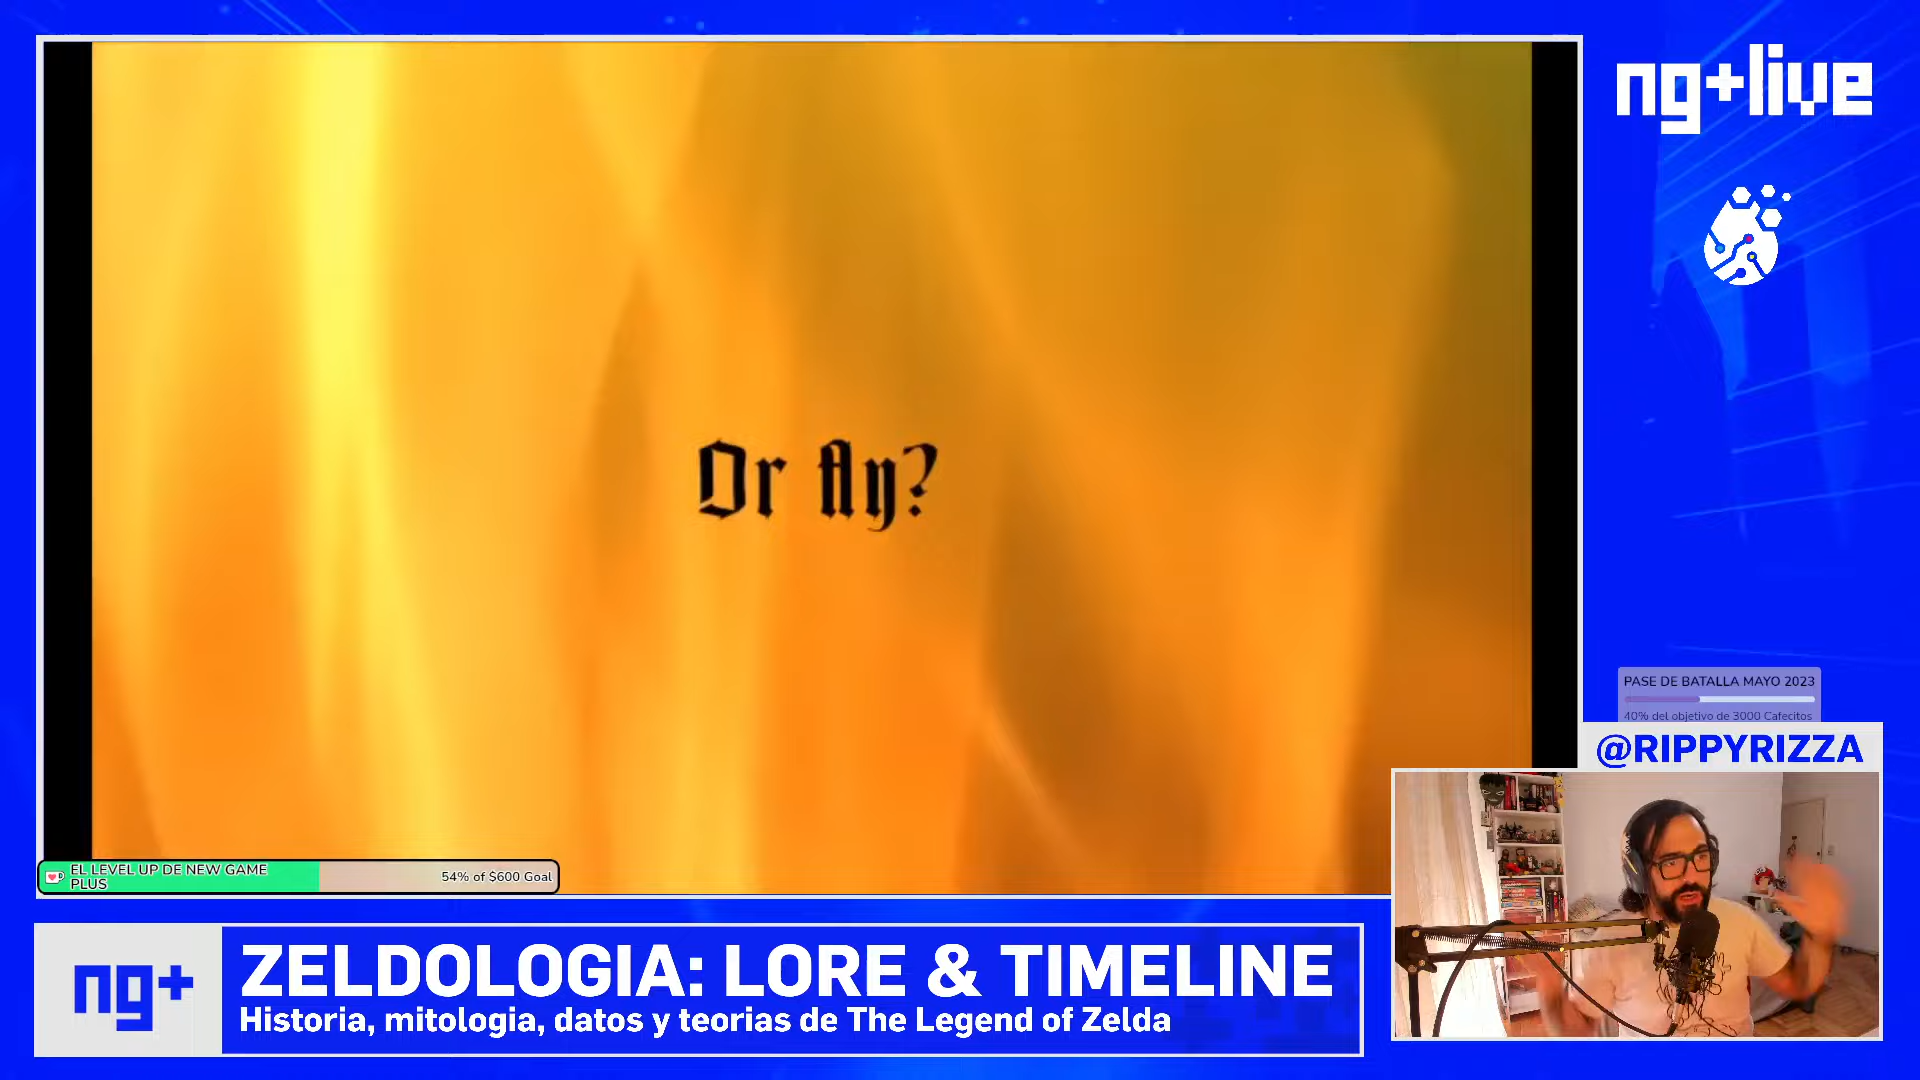 ng+live
Or fly?
PASE DE BATALLA MAYO 2023
40% del objetivo de 3000 Cafecitos
@RIPPYRIZZA
EL LEVEL UP DE NEW GAME
PLUS
54% of $600 Goal
ng+
ZELDOLOGIA: LORE & TIMELINE
Historia, mitologia, datos y teorias de The Legend of Zelda